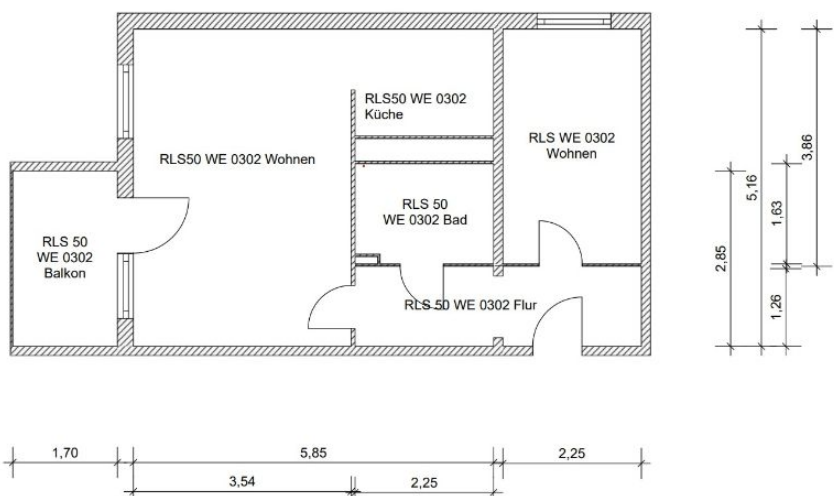 RLS50 WE 0302
Küche
RLS WE 0302
Wohnen
RLS50 WE 0302 Wohnen
RLS 50
WE 0302 Bad
RLS 50
WE 0302
Balkon
RLS 50 WE 0302 Flur
3,86
5,16
1,63
2,85
1,26
1,70
5,85
2,25
3,54
2,25